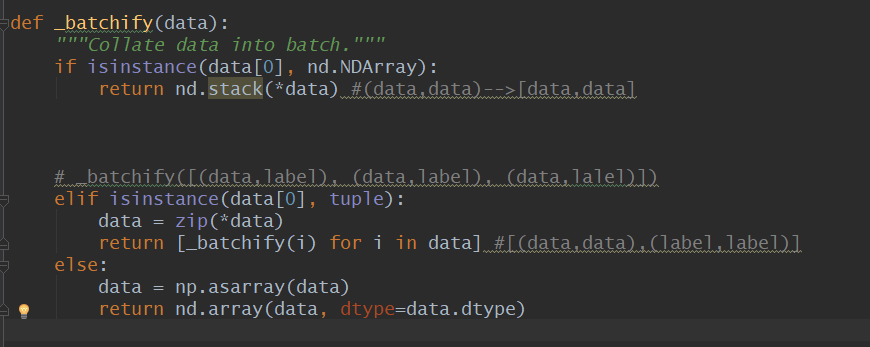 def _batchify(data):
"""Collate data into batch."""
if isinstance(data[0], nd.NDArray):
return nd.stack(*data) #(data,data)-->[data,data]
# _batchify([(data,label), (data,label), (data,lalel)])
elif isinstance(data[0], tuple):
data = zip(*data)
return [_batchify(i) for i in data] #[(data,data),(label,label)]
else:
data = np.asarray(data)
return nd.array(data, dtype=data.dtype)